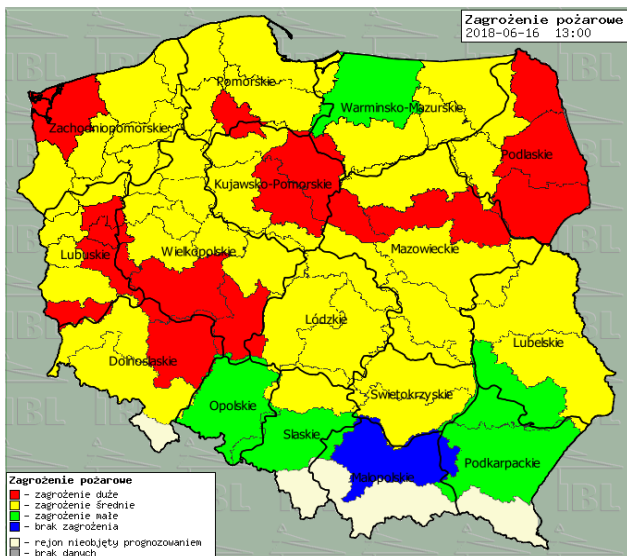 Zagrożenie pożarowe
2018-06-16 13:00
Pomorskie
Warminsko-Mazurskie
Zachodniopomorskie
Podlaskie
Kujawsko-Pomorskie
Mazowieckie
Wielkopolskie
Lubuskie
Łódzkie
Lubelskie
Dolnoslaskie
Swietokrzyskie
Opolskie
Slaskie
Małopolskie
Podkarpackie
Zagrożenie pożarowe
- zagrożenie duże
- zagrożenie średnie
- zagrożenie małe
- brak zagrożenia
- rejon nieobjęty prognozowaniem
- brak danych
IBL